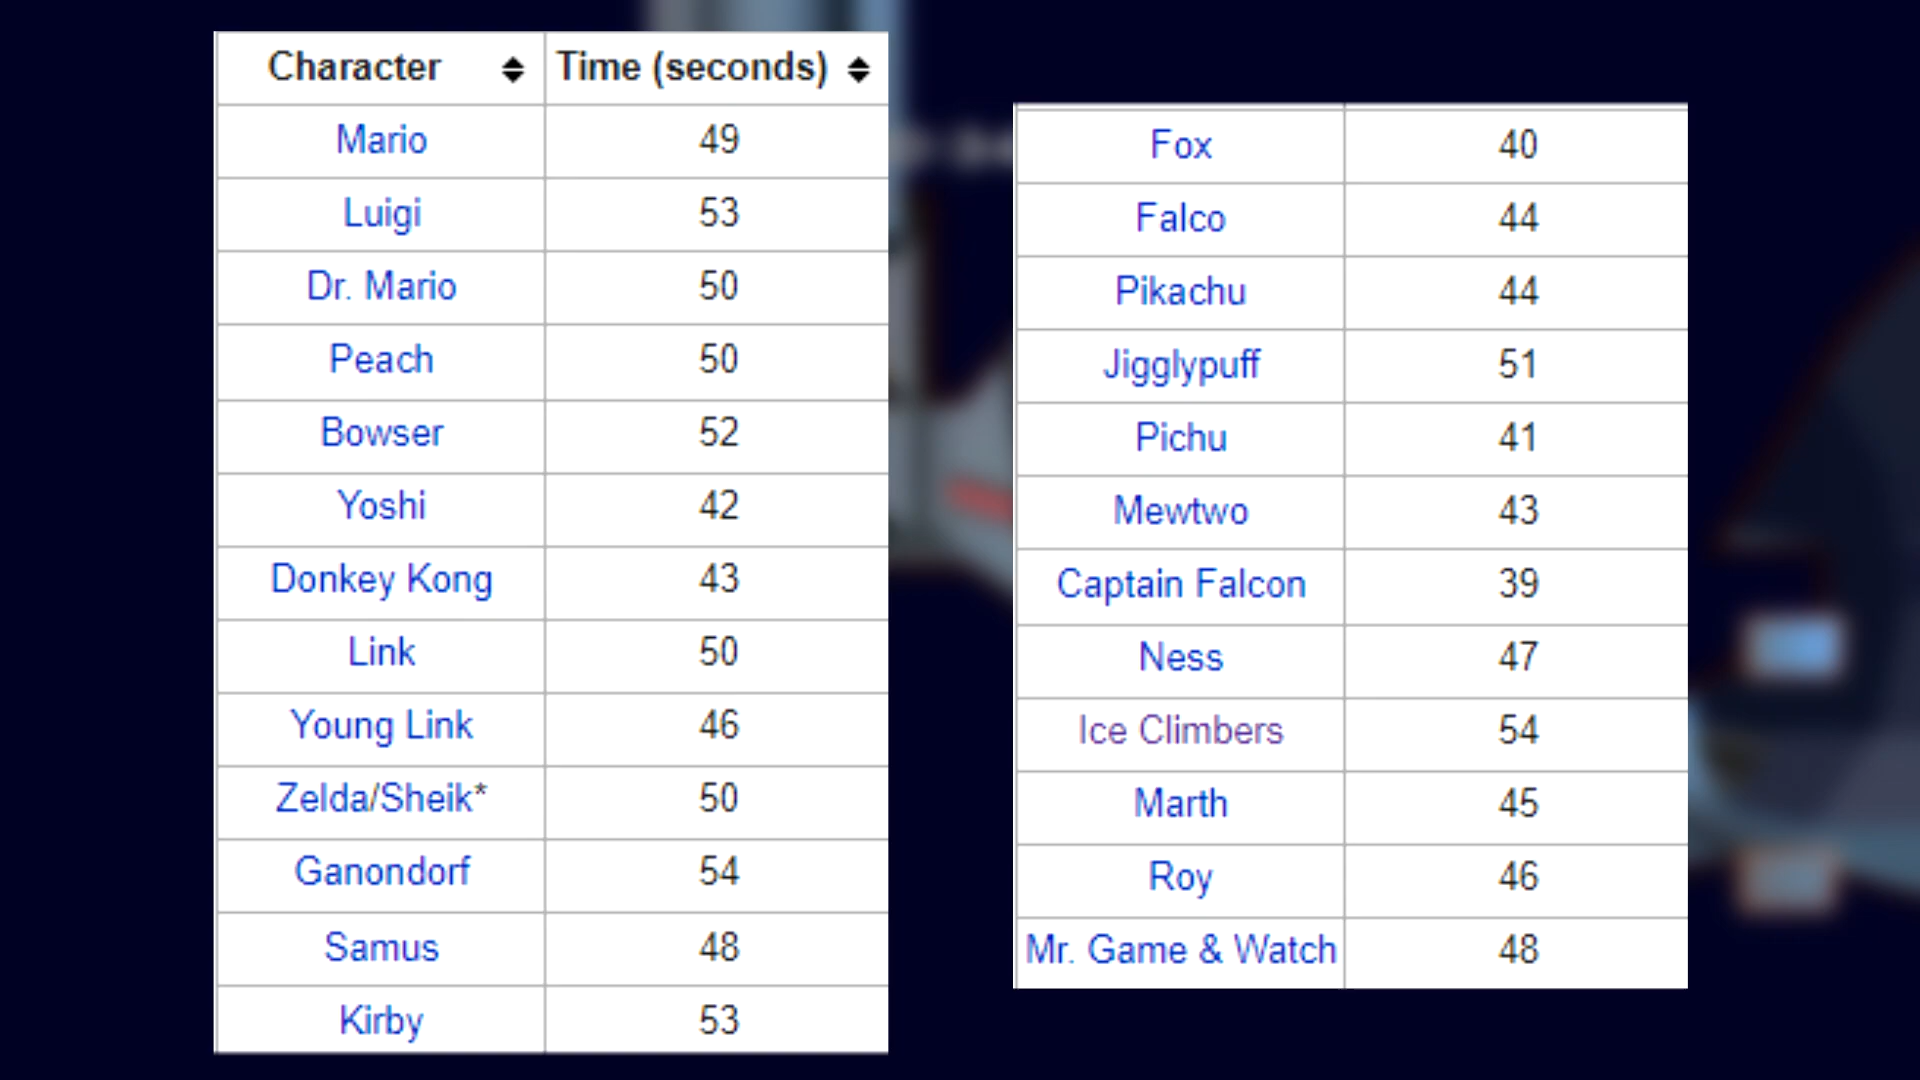 Character Time (seconds)
Mario 49
Luigi 53
Dr. Mario 50
Peach 50
Bowser 52
Yoshi 42
Donkey Kong 43
Link 50
Young Link 46
Zelda/Sheik* 50
Ganondorf 54
Samus 48
Kirby 53
Fox 40
Falco 44
Pikachu 44
Jigglypuff 51
Pichu 41
Mewtwo 43
Captain Falcon 39
Ness 47
Ice Climbers 54
Marth 45
Roy 46
Mr. Game & Watch 48